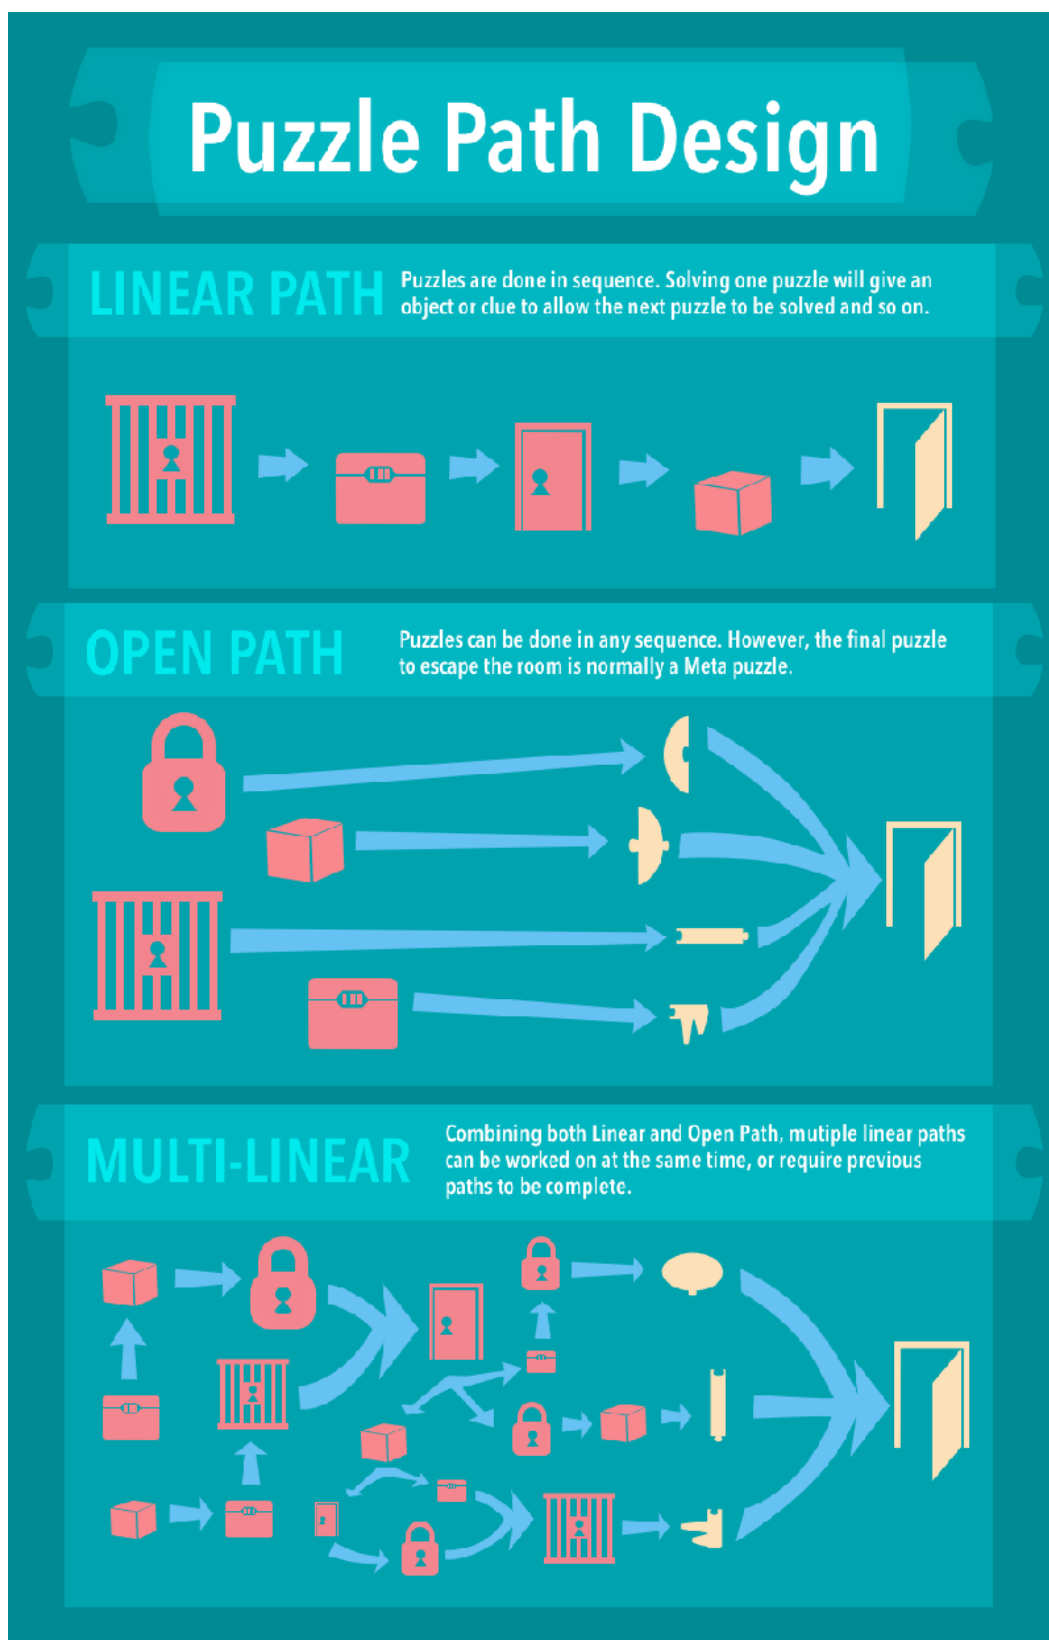 Puzzle Path Design
LINEAR PATH
Puzzles are done in sequence. Solving one puzzle will give an
object or clue to allow the next puzzle to be solved and so on.
OPEN PATH
Puzzles can be done in any sequence. However, the final puzzle
to escape the room is normally a Meta puzzle.
MULTI-LINEAR
Combining both Linear and Open Path, mutiple linear paths
can be worked on at the same time, or require previous
paths to be complete.